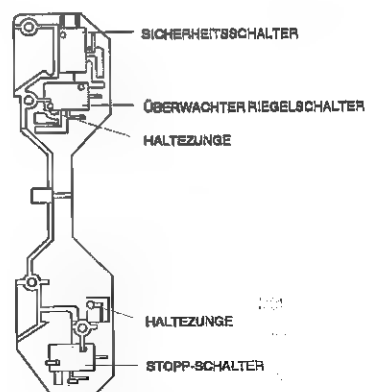 SICHERHEITSSCHALTER
ÜBERWACHTER RIEGELSCHALTER
HALTEZUNGE
HALTEZUNGE
STOPP-SCHALTER